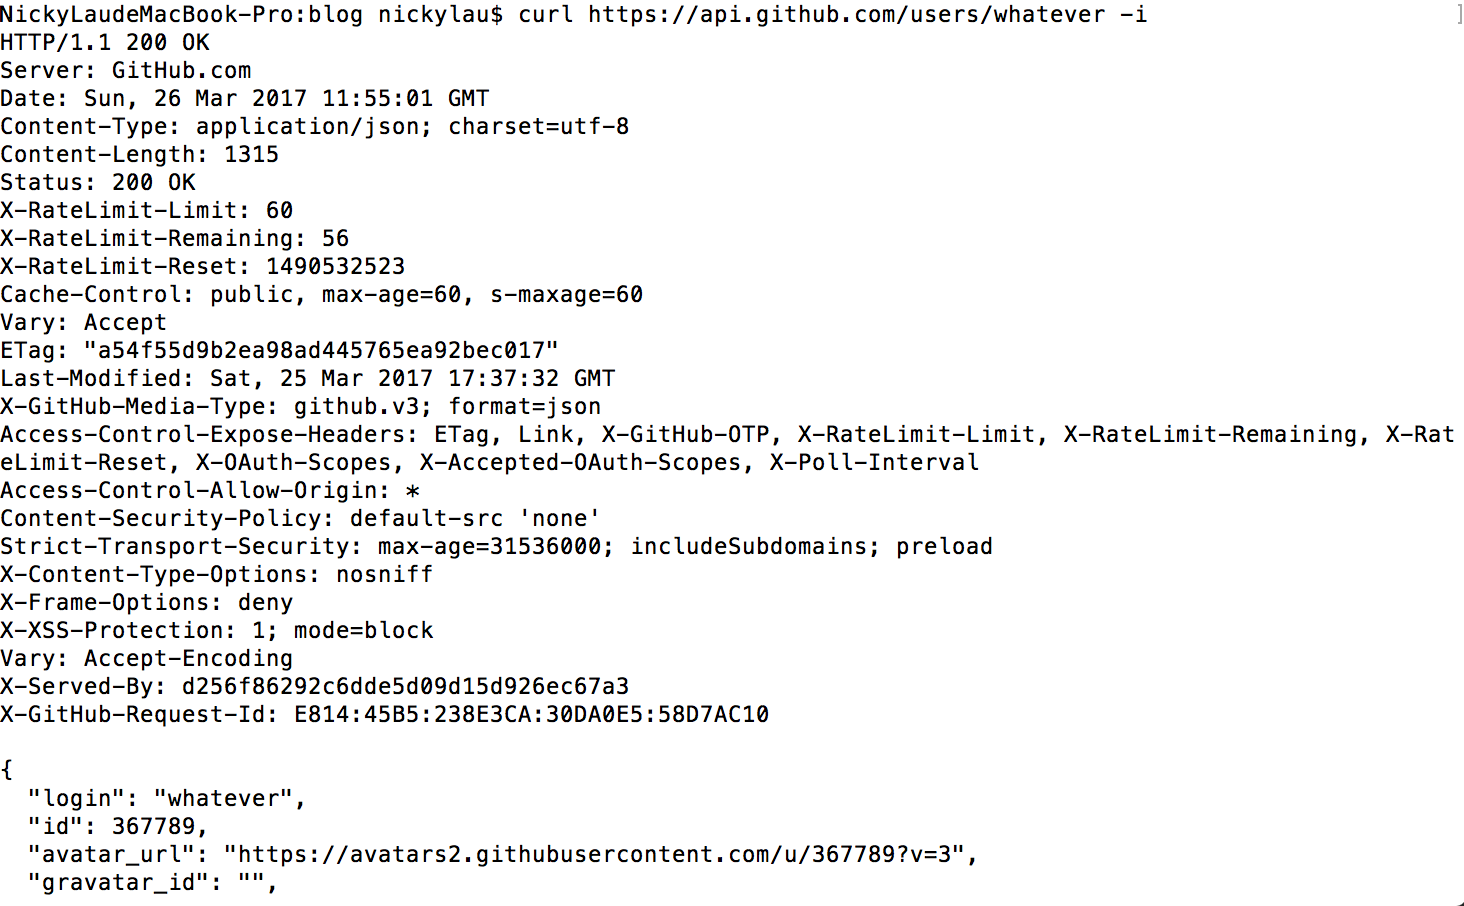 NickyLaudeMacBook-Pro:blog nickylau$ curl https://api.github.com/users/whatever -i
HTTP/1.1 200 OK
Server: GitHub.com
Date: Sun, 26 Mar 2017 11:55:01 GMT
Content-Type: application/json; charset=utf-8
Content-Length: 1315
Status: 200 OK
X-RateLimit-Limit: 60
X-RateLimit-Remaining: 56
X-RateLimit-Reset: 1490532523
Cache-Control: public, max-age=60, s-maxage=60
Vary: Accept
ETag: "a54f55d9b2ea98ad445765ea92bec017"
Last-Modified: Sat, 25 Mar 2017 17:37:32 GMT
X-GitHub-Media-Type: github.v3; format=json
Access-Control-Expose-Headers: ETag, Link, X-GitHub-OTP, X-RateLimit-Limit, X-RateLimit-Remaining, X-Rat
eLimit-Reset, X-OAuth-Scopes, X-Accepted-OAuth-Scopes, X-Poll-Interval
Access-Control-Allow-Origin: *
Content-Security-Policy: default-src 'none'
Strict-Transport-Security: max-age=31536000; includeSubdomains; preload
X-Content-Type-Options: nosniff
X-Frame-Options: deny
X-XSS-Protection: 1; mode=block
Vary: Accept-Encoding
X-Served-By: d256f86292c6dde5d09d15d926ec67a3
X-GitHub-Request-Id: E814:45B5:238E3CA:30DA0E5:58D7AC10
{
"login": "whatever",
"id": 367789,
"avatar_url": "https://avatars2.githubusercontent.com/u/367789?v=3",
"gravatar_id": "",